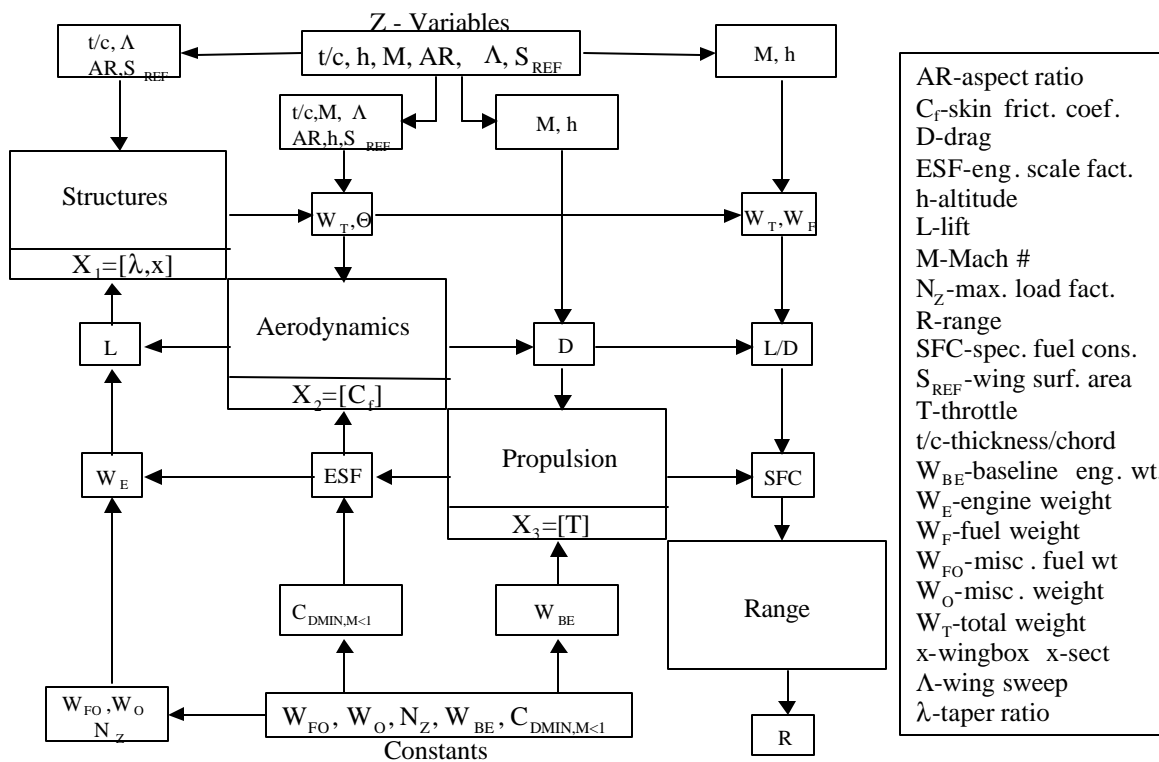 Z - Variables
t/c, Λ
AR,S REF
t/c, h, M, AR, Λ, S REF
M, h
t/c,M, Λ
AR,h,S REF
M, h
Structures
X 1=[λ,x]
W T,Θ
W T, W F
Aerodynamics
X 2=[C f]
L
D
L/D
Propulsion
X 3=[T]
W E
ESF
SFC
C DMIN,M<1
W BE
Range
W FO ,W O
N Z
W FO, W O, N Z, W BE, C DMIN,M<1
Constants
R
AR-aspect ratio
C f-skin frict. coef.
D-drag
ESF-eng. scale fact.
h-altitude
L-lift
M-Mach #
N Z-max. load fact.
R-range
SFC-spec. fuel cons.
S REF-wing surf. area
T-throttle
t/c-thickness/chord
W BE-baseline eng. wt
W E-engine weight
W F-fuel weight
W FO-misc. fuel wt
W O-misc. weight
W T-total weight
x-wingbox x-sect
Λ-wing sweep
λ-taper ratio